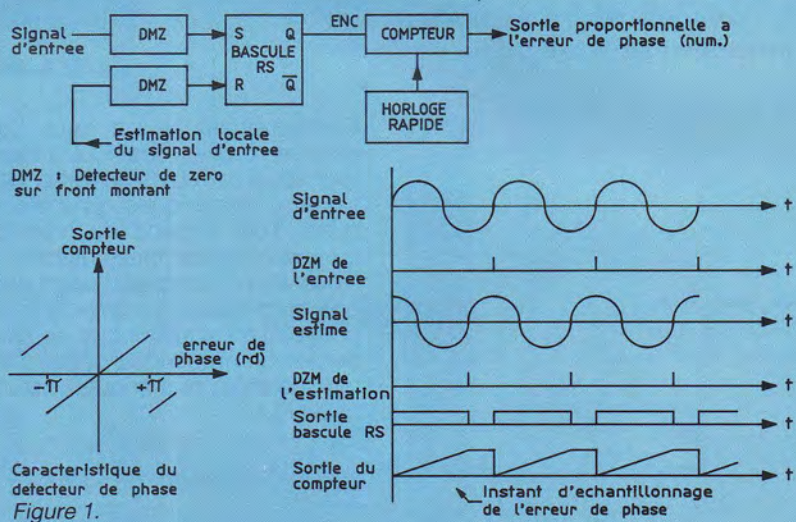 Signal
d'entree
DMZ
S Q
BASCULE
RS
R Q
ENC
COMPTEUR
Sortie proportionnelle a
l'erreur de phase (num.)
DMZ
HORLOGE
RAPIDE
Estimation locale
du signal d'entree
DMZ : Detecteur de zero
sur front montant
Sortie
compteur
erreur de
phase (rd)
-π
+π
Caracteristique du
detecteur de phase
Figure 1.
Signal
d'entree
t
DZM de
l'entree
t
Signal
estime
t
DZM de
l'estimation
t
Sortie
bascule RS
t
Sortie du
compteur
t
Instant d'echantillonnage
de l'erreur de phase